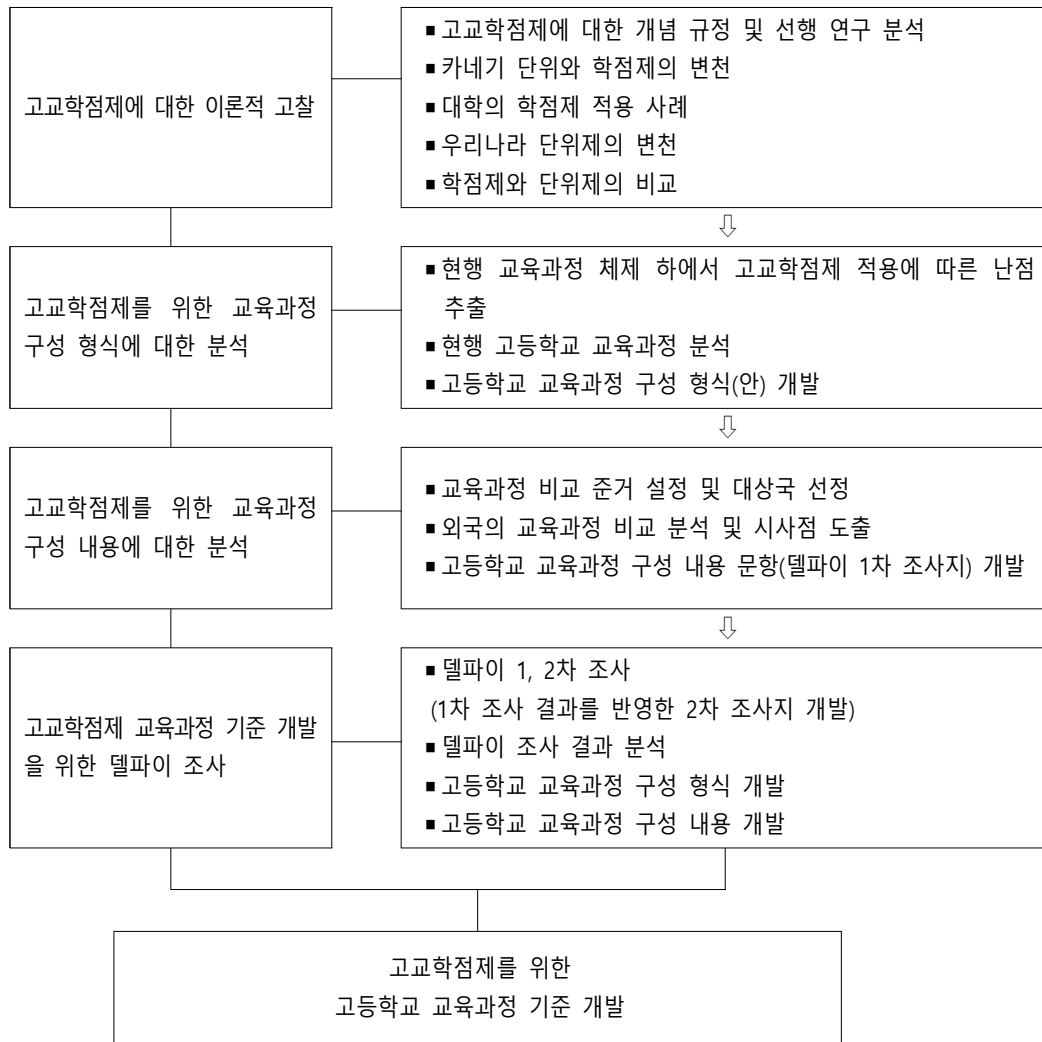 고교학점제에 대한 이론적 고찰
■ 고교학점제에 대한 개념 규정 및 선행 연구 분석
■ 카네기 단위와 학점제의 변천
■ 대학의 학점제 적용 사례
■ 우리나라 단위제의 변천
■ 학점제와 단위제의 비교
⇩
고교학점제를 위한 교육과정
구성 형식에 대한 분석
■ 현행 교육과정 체제 하에서 고교학점제 적용에 따른 난점
추출
■ 현행 고등학교 교육과정 분석
■ 고등학교 교육과정 구성 형식(안) 개발
⇩
고교학점제를 위한 교육과정
구성 내용에 대한 분석
■ 교육과정 비교 준거 설정 및 대상국 선정
■ 외국의 교육과정 비교 분석 및 시사점 도출
■ 고등학교 교육과정 구성 내용 문항(델파이 1차 조사지) 개발
⇩
고교학점제 교육과정 기준 개발
을 위한 델파이 조사
■ 델파이 1, 2차 조사
(1차 조사 결과를 반영한 2차 조사지 개발)
■ 델파이 조사 결과 분석
■ 고등학교 교육과정 구성 형식 개발
■ 고등학교 교육과정 구성 내용 개발
고교학점제를 위한
고등학교 교육과정 기준 개발